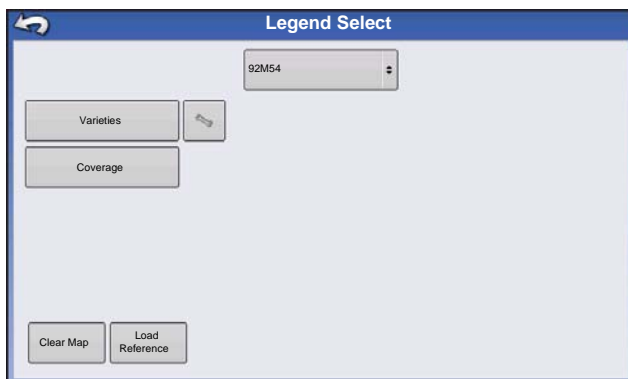 Legend Select
92M54
Varieties
Coverage
Clear Map
Load
Reference